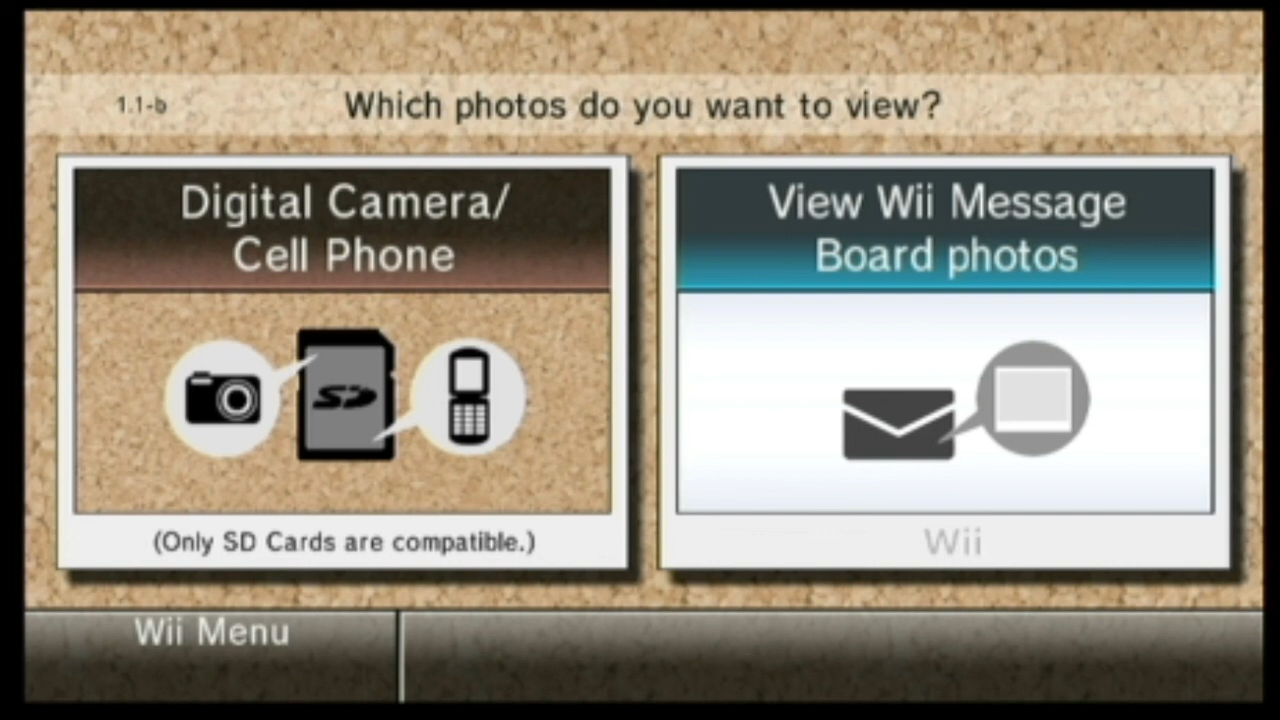 1.1-b
Which photos do you want to view?
Digital Camera/
Cell Phone
SD
(Only SD Cards are compatible.)
View Wii Message
Board photos
Wii
Wii Menu